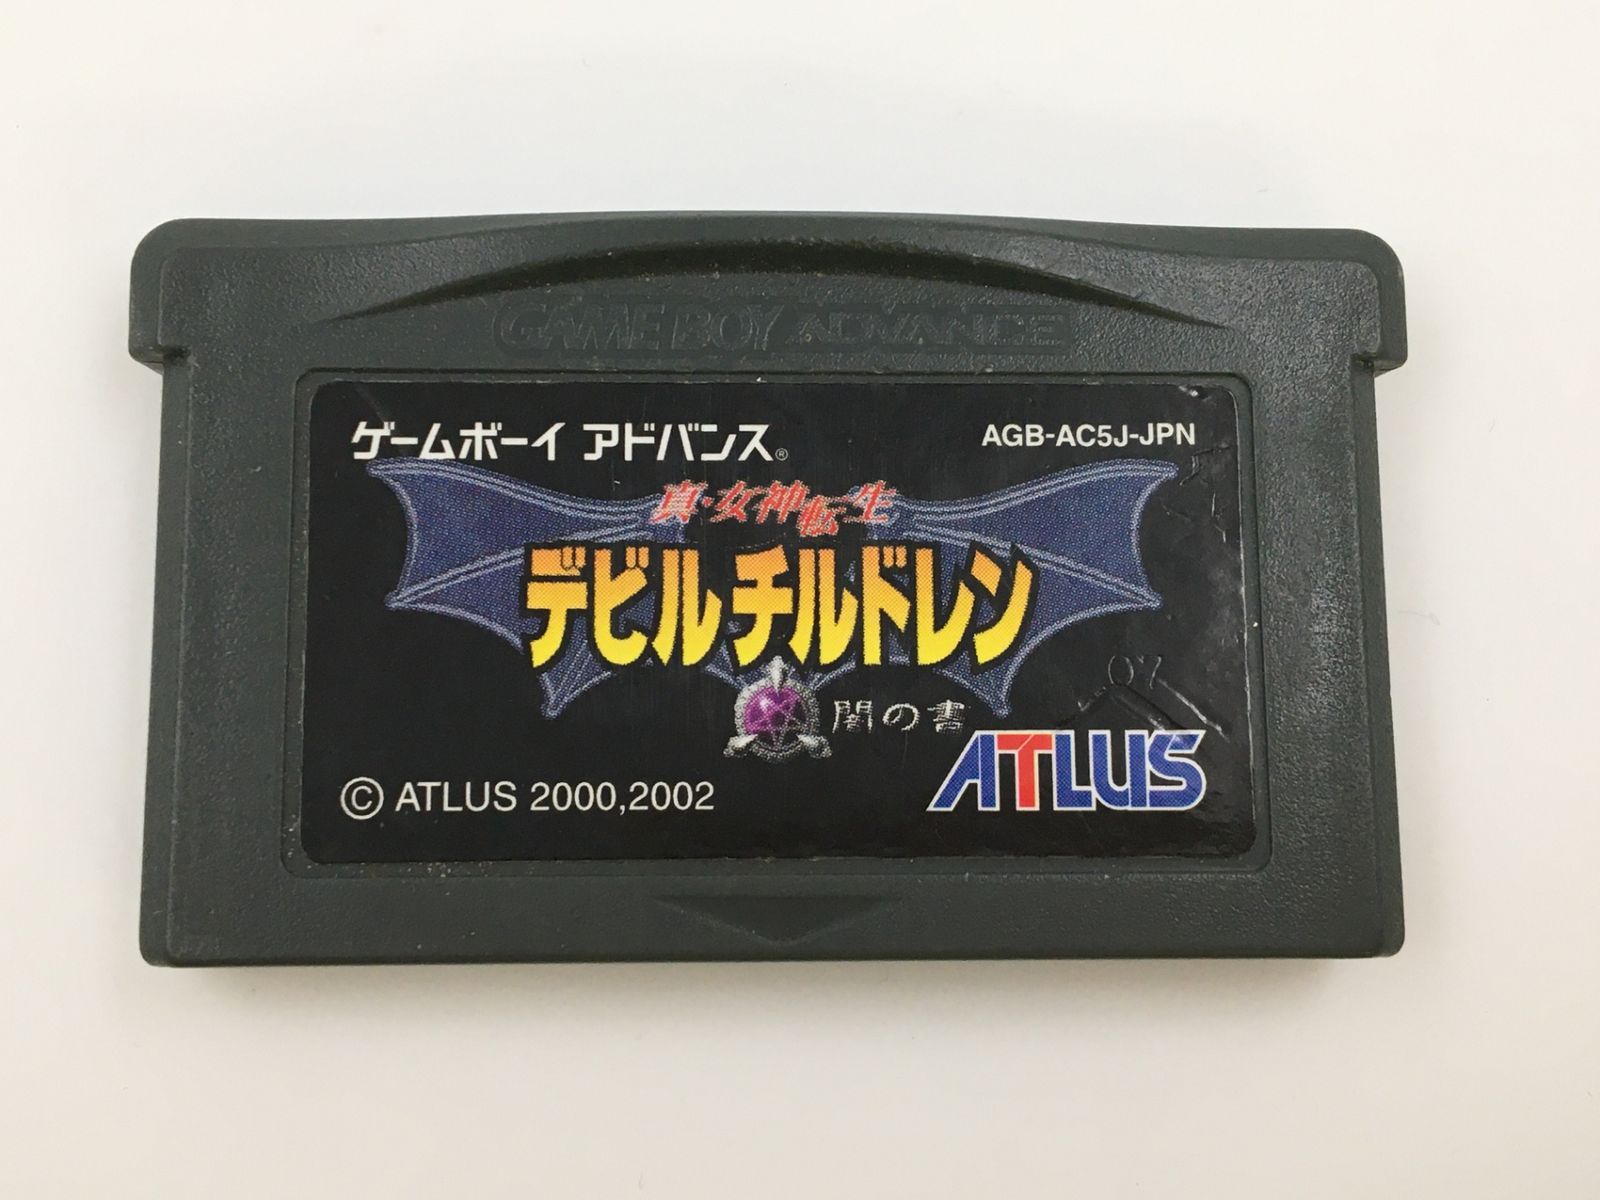 GAME BOY ADVANCE
ゲームボーイ アドバンス®
AGB-AC5J-JPN
真・女神転生
デビルチルドレン
闇の書
07
ATLUS
© ATLUS 2000,2002